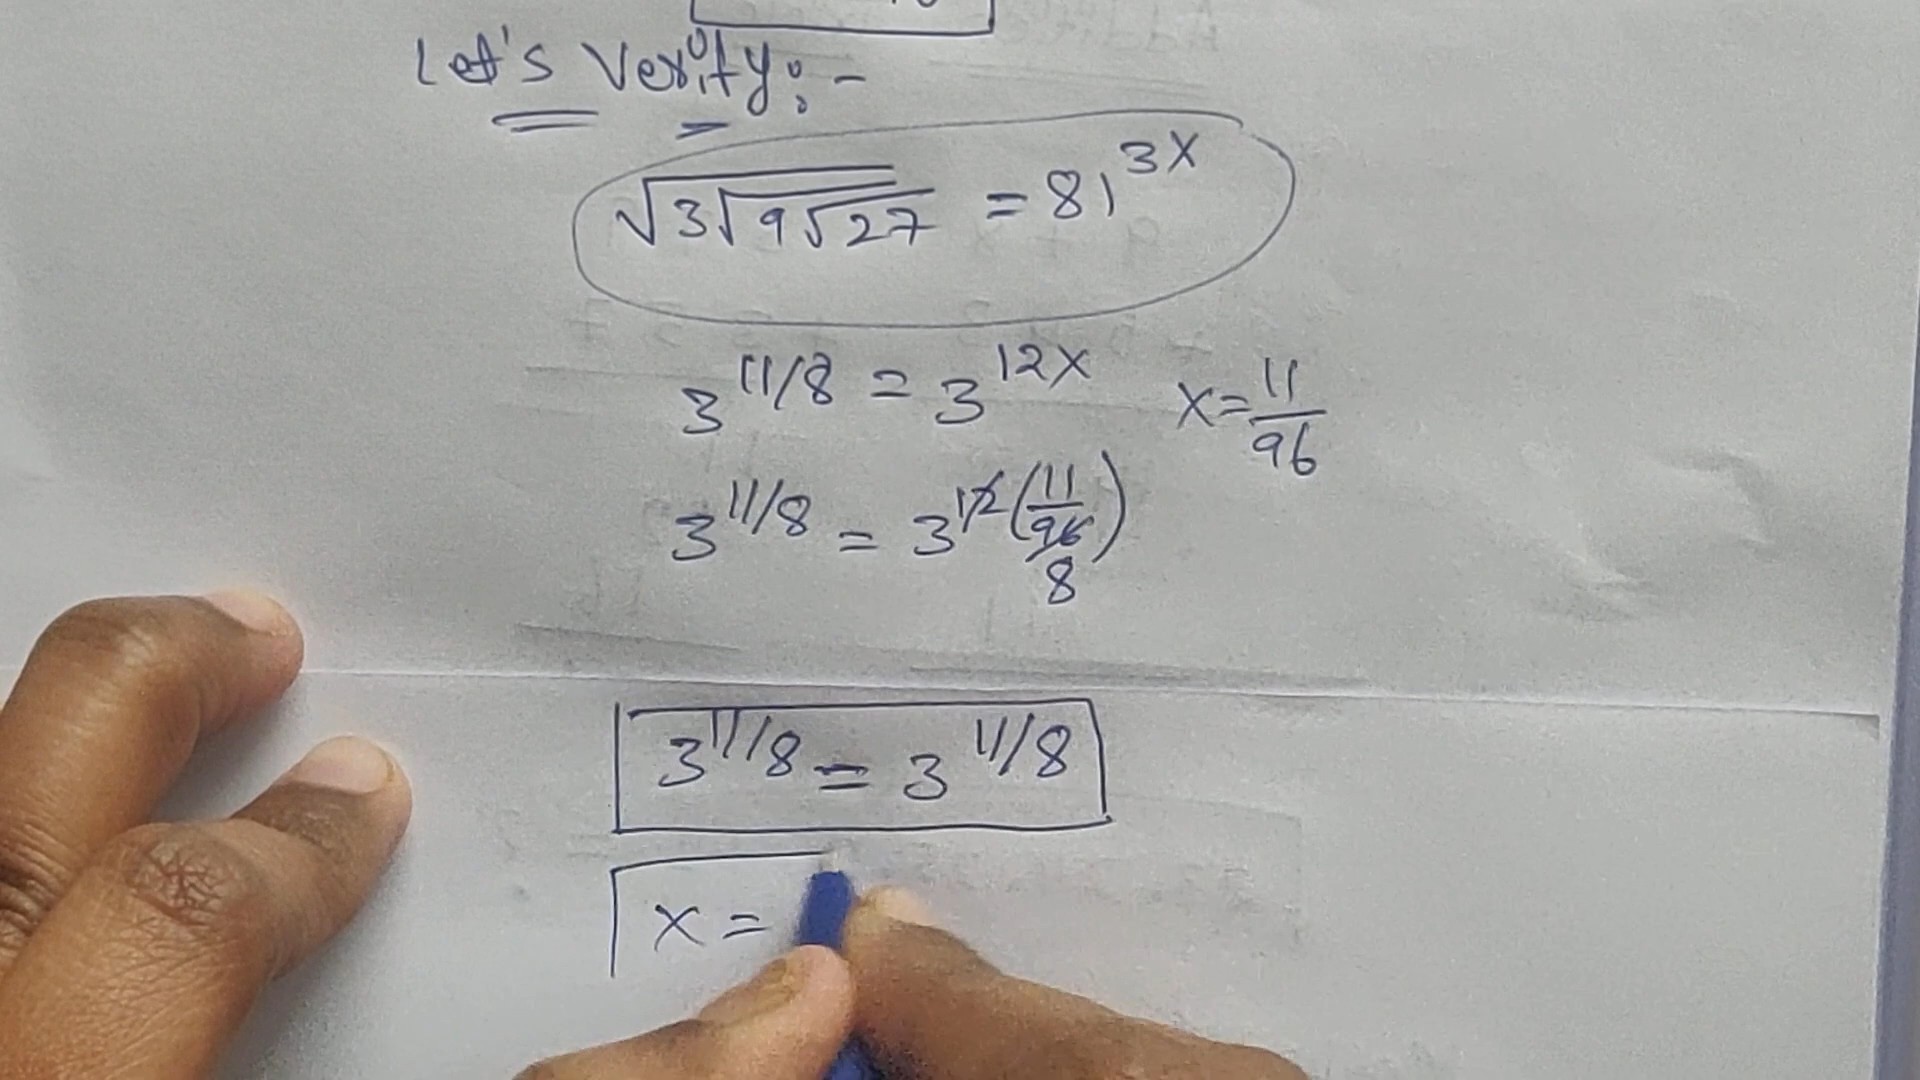 Let's Verify:-
√3√9√27 = 81^3x
3^11/8 = 3^12x x=11/96
3^11/8 = 3^12(11/96) 8
3^11/8 = 3^11/8
x =